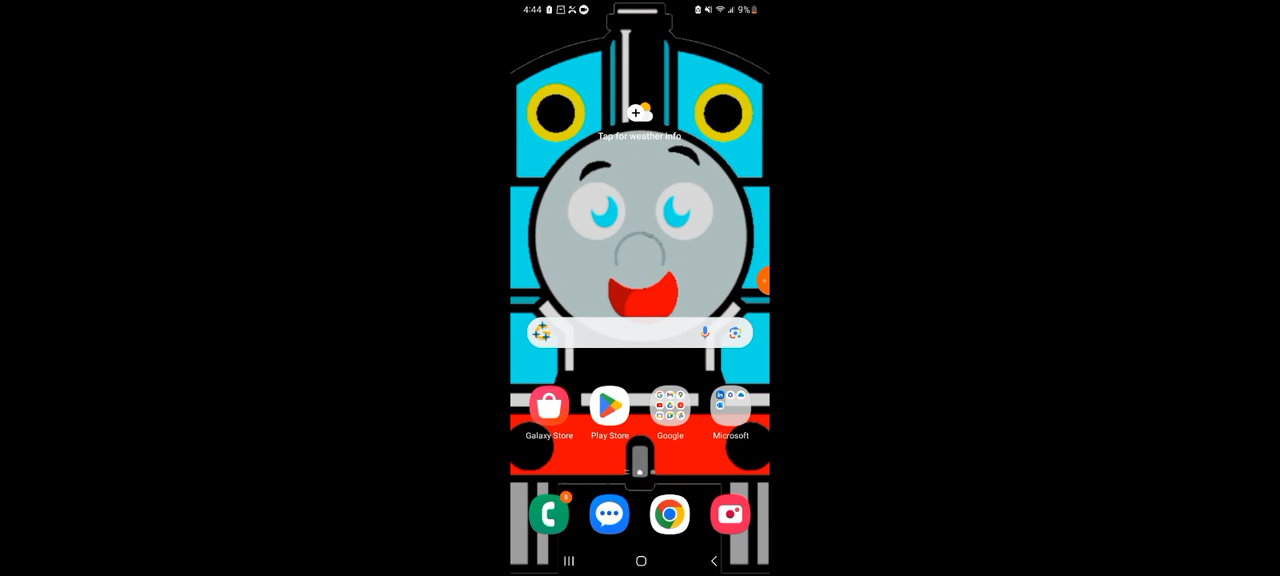 4:44
9%
Tap for weather info
Galaxy Store
Play Store
Google
Microsoft